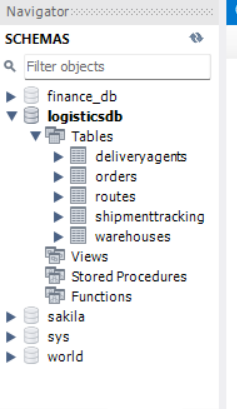 Navigator
SCHEMAS
Filter objects
finance_db
logisticsdb
Tables
deliveryagents
orders
routes
shipmenttracking
warehouses
Views
Stored Procedures
Functions
sakila
sys
world